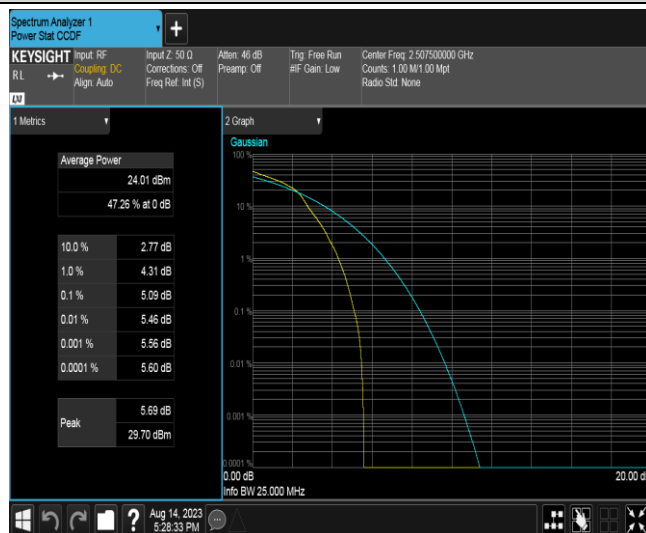 Spectrum Analyzer 1
Power Stat CCDF
KEYSIGHT Input: RF Input Z: 50 Ω Atten: 46 dB Trig: Free Run Center Freq: 2.507500000 GHz
RL Coupling: DC Corrections: Off Preamp: Off #IF Gain: Low Counts: 1.00 M/1.00 Mpt
Align: Auto Freq Ref: Int (S) Radio Std: None
LXI
1 Metrics
Average Power
24.01 dBm
47.26 % at 0 dB
10.0 % 2.77 dB
1.0 % 4.31 dB
0.1 % 5.09 dB
0.01 % 5.46 dB
0.001 % 5.56 dB
0.0001 % 5.60 dB
Peak 5.69 dB
29.70 dBm
2 Graph
Gaussian
100 %
10 %
1 %
0.1 %
0.01 %
0.001 %
0.0001 %
0.00 dB 20.00 d
Info BW 25.000 MHz
? Aug 14, 2023
5:28:33 PM